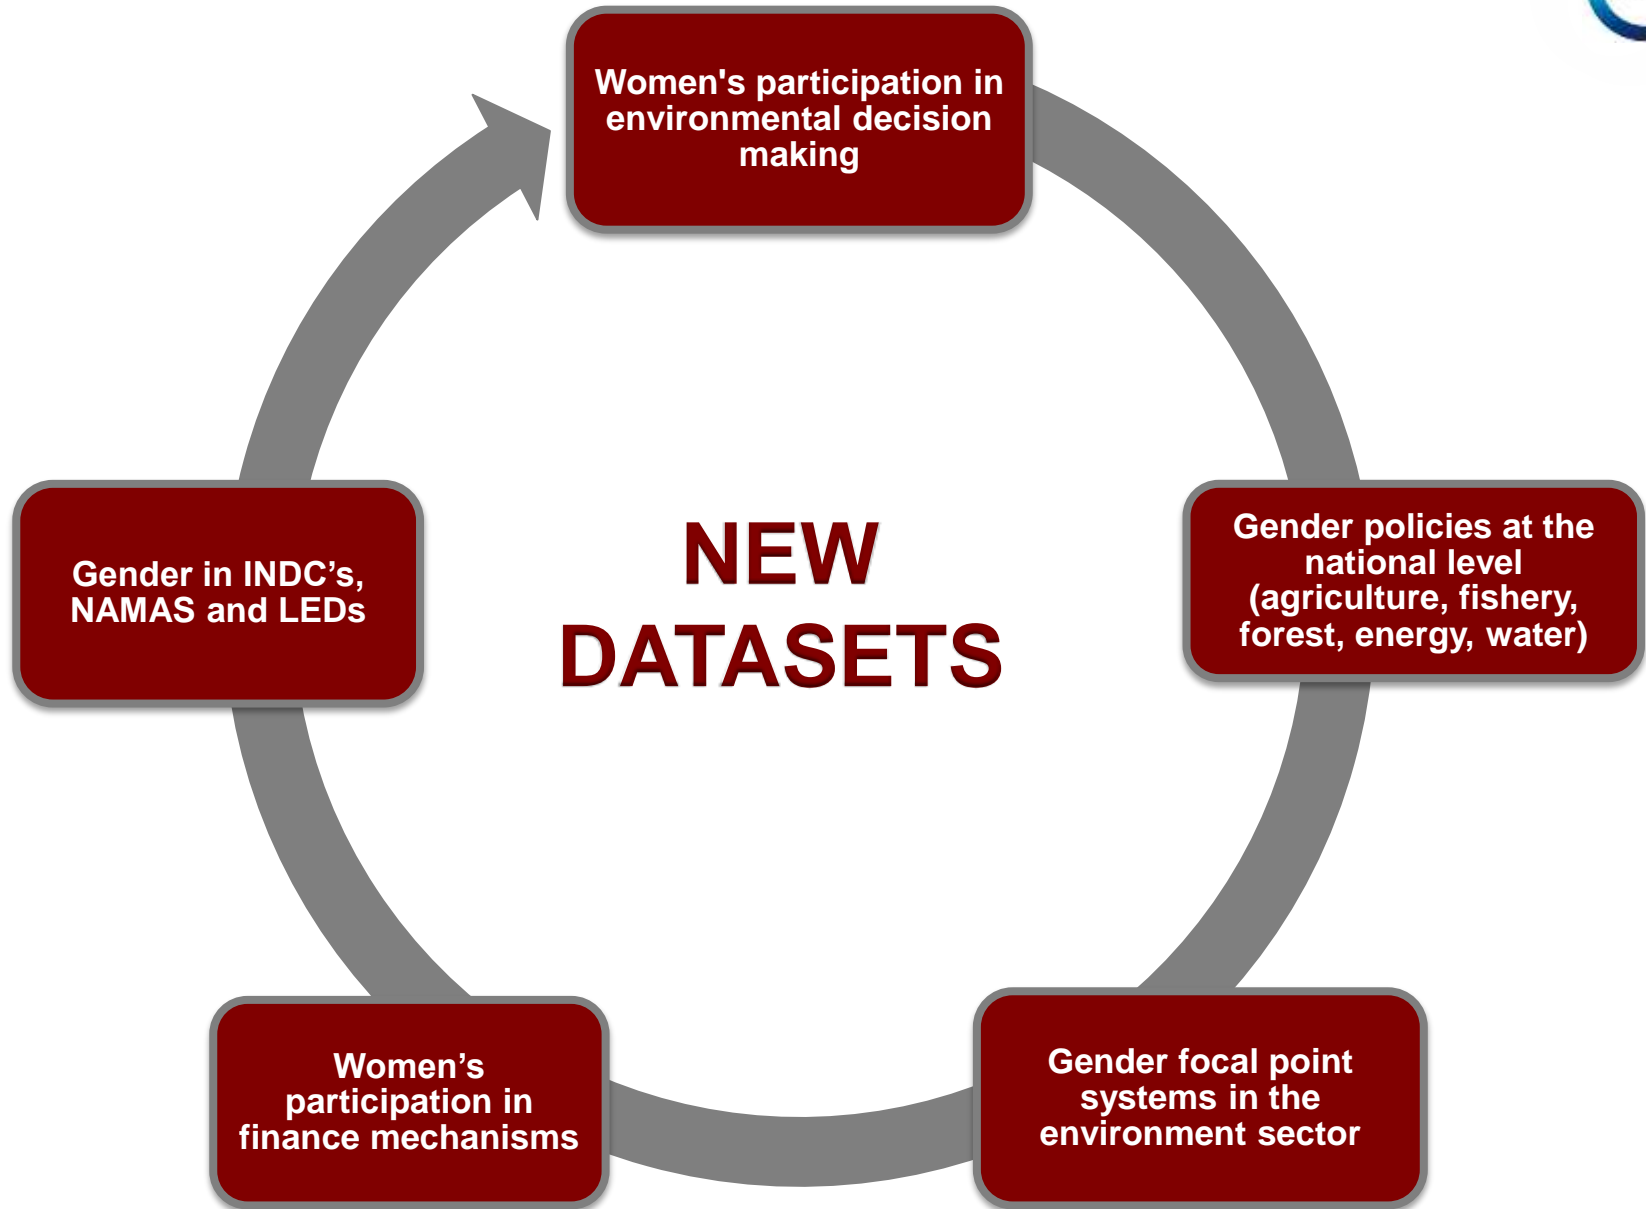 Women's participation in
environmental decision
making
Gender policies at the
national level
(agriculture, fishery,
forest, energy, water)
Gender focal point
systems in the
environment sector
Women’s
participation in
finance mechanisms
Gender in INDC’s,
NAMAS and LEDs
NEW
DATASETS